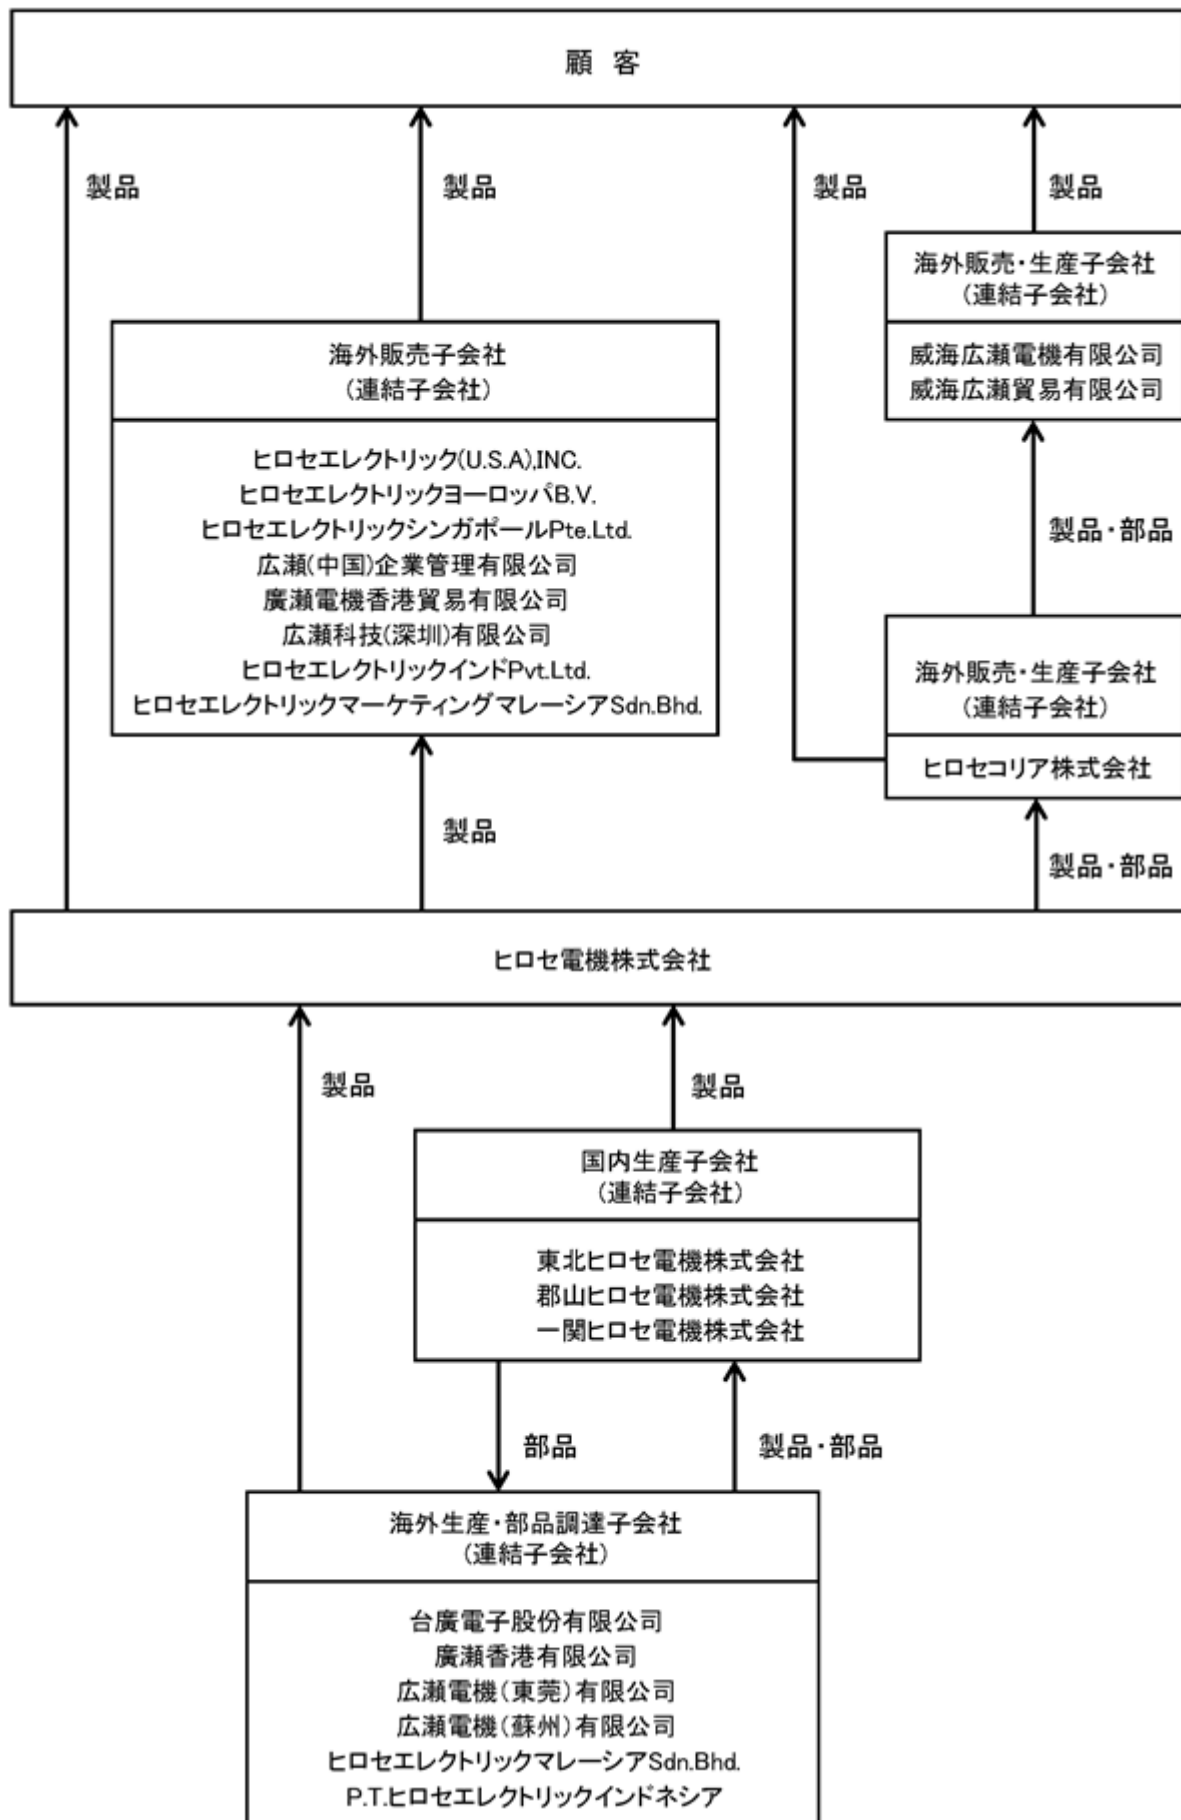 顧 客
製品
製品
製品
製品
海外販売・生産子会社
(連結子会社)
威海広瀬電機有限公司
威海広瀬貿易有限公司
海外販売子会社
(連結子会社)
ヒロセエレクトリック(U.S.A),INC.
ヒロセエレクトリックヨーロッパB.V.
ヒロセエレクトリックシンガポールPte.Ltd.
広瀬(中国)企業管理有限公司
廣瀬電機香港貿易有限公司
広瀬科技(深圳)有限公司
ヒロセエレクトリックインドPvt.Ltd.
ヒロセエレクトリックマーケティングマレーシアSdn.Bhd.
製品・部品
海外販売・生産子会社
(連結子会社)
ヒロセコリア株式会社
製品
製品・部品
ヒロセ電機株式会社
製品
製品
国内生産子会社
(連結子会社)
東北ヒロセ電機株式会社
郡山ヒロセ電機株式会社
一関ヒロセ電機株式会社
部品
製品・部品
海外生産・部品調達子会社
(連結子会社)
台廣電子股份有限公司
廣瀬香港有限公司
広瀬電機(東莞)有限公司
広瀬電機(蘇州)有限公司
ヒロセエレクトリックマレーシアSdn.Bhd.
P.T.ヒロセエレクトリックインドネシア